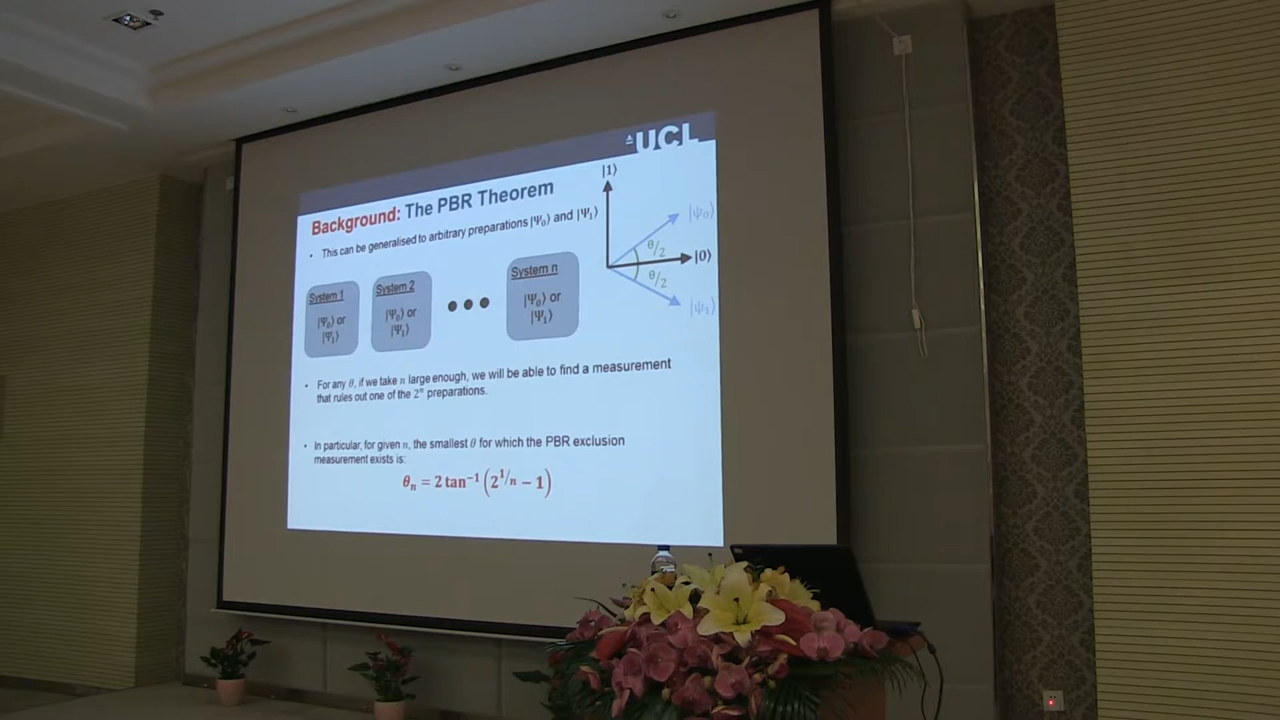 UCL
Background: The PBR Theorem
• This can be generalised to arbitrary preparations |Ψ₀⟩ and |Ψ₁⟩
|1⟩
|ψ₀⟩
θ/2
|0⟩
θ/2
|ψ₁⟩
System 1
|Ψ₀⟩ or
|Ψ₁⟩
System 2
|Ψ₀⟩ or
|Ψ₁⟩
System n
|Ψ₀⟩ or
|Ψ₁⟩
• For any θ, if we take n large enough, we will be able to find a measurement
that rules out one of the 2ⁿ preparations.
• In particular, for given n, the smallest θ for which the PBR exclusion
measurement exists is:
θₙ = 2 tan⁻¹ (2^{1/n} − 1)